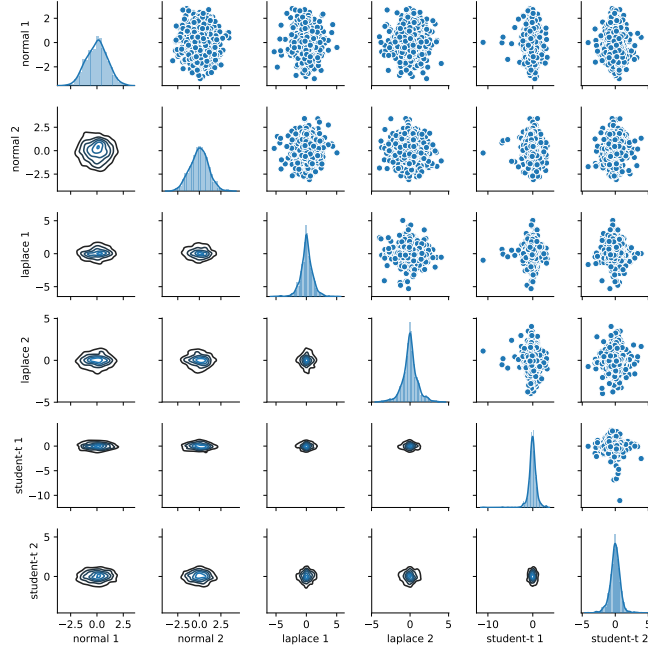 normal 1
2
0
−2
normal 2
2.5
0.0
−2.5
laplace 1
5
0
−5
laplace 2
5
0
−5
student-t 1
0
−5
−10
student-t 2
0
−2.5 0.0 2.5
−2.5 0.0 2.5
−5 0 5
−5 0 5
−10 0
−5 0 5
normal 1
normal 2
laplace 1
laplace 2
student-t 1
student-t 2